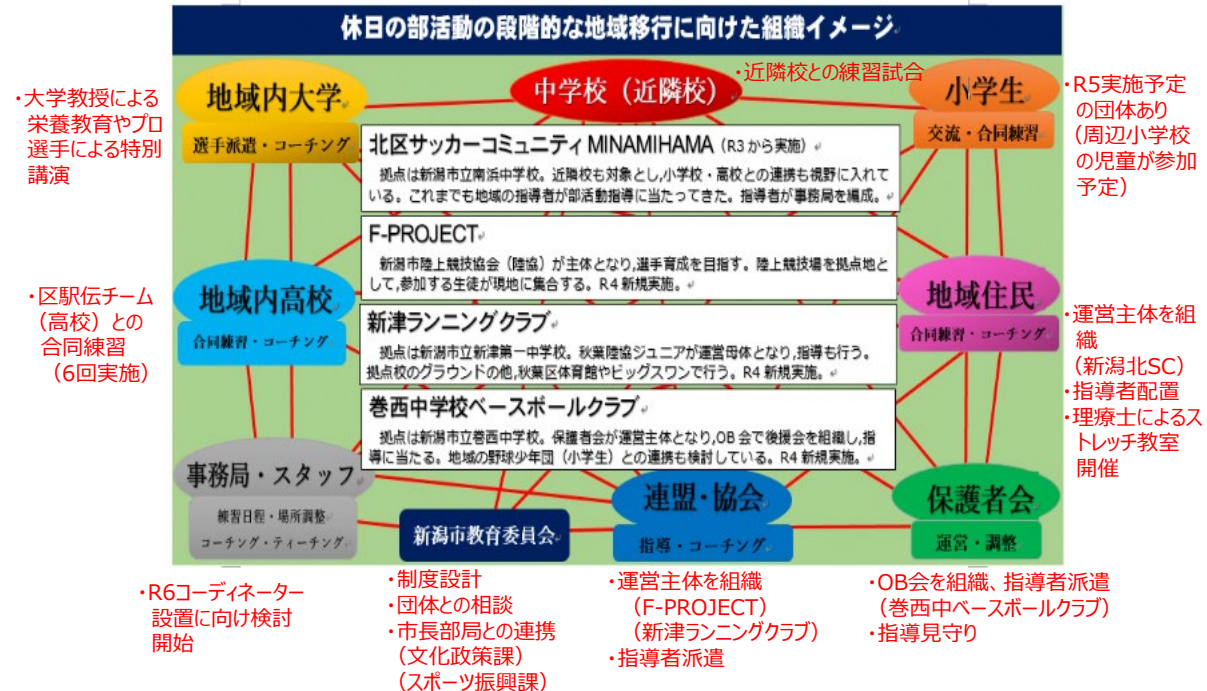 休日の部活動の段階的な地域移行に向けた組織イメージ
地域内大学
選手派遣・コーチング
・大学教授による
栄養教育やプロ
選手による特別
講演
中学校(近隣校)
・近隣校との練習試合
小学生
交流・合同練習
・R5実施予定
の団体あり
(周辺小学校
の児童が参加
予定)
北区サッカーコミュニティ MINAMIHAMA(R3から実施)
拠点は新潟市立南浜中学校。近隣校も対象とし,小学校・高校との連携も視野に入れて
いる。これまでも地域の指導者が部活動指導に当たってきた。指導者が事務局を編成。
F-PROJECT
新潟市陸上競技協会(陸協)が主体となり,選手育成を目指す。陸上競技場を拠点地と
して,参加する生徒が現地に集合する。R4新規実施。
新津ランニングクラブ
拠点は新潟市立新津第一中学校。秋葉陸協ジュニアが運営母体となり,指導も行う。
拠点校のグラウンドの他,秋葉区体育館やビッグスワンで行う。R4新規実施。
巻西中学校ベースボールクラブ
拠点は新潟市立巻西中学校。保護者会が運営主体となり,OB会で後援会を組織し,指
導に当たる。地域の野球少年団(小学生)との連携も検討している。R4新規実施。
地域内高校
合同練習・コーチング
・区駅伝チーム
(高校)との
合同練習
(6回実施)
地域住民
合同練習・コーチング
・運営主体を組
織
(新潟北SC)
・指導者配置
・理療士によるス
トレッチ教室
開催
事務局・スタッフ
練習日程・場所調整
コーチング・ティーチング
・R6コーディネーター
設置に向け検討
開始
新潟市教育委員会
・制度設計
・団体との相談
・市長部局との連携
(文化政策課)
(スポーツ振興課)
連盟・協会
指導・コーチング
・運営主体を組織
(F-PROJECT)
(新津ランニングクラブ)
・指導者派遣
保護者会
運営・調整
・OB会を組織、指導者派遣
(巻西中ベースボールクラブ)
・指導見守り